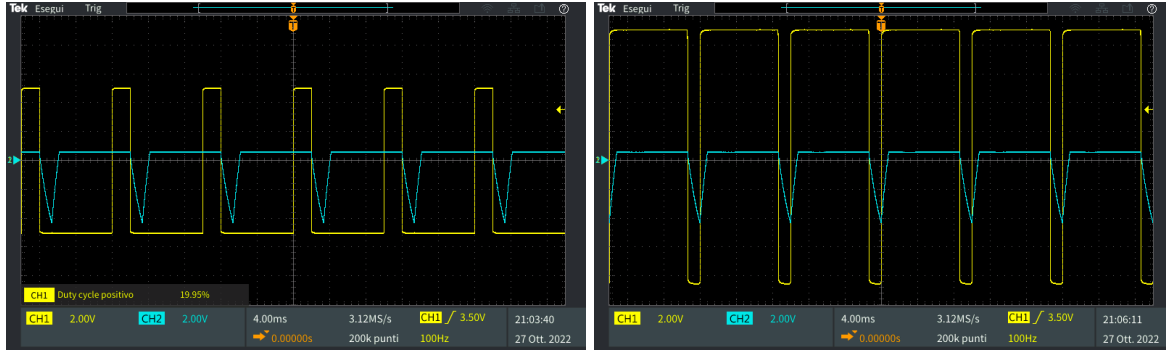 Tek Esegui Trig
T
T
2
CH1 Duty cycle positivo 19.95%
CH1 2.00V CH2 2.00V 4.00ms 3.12MS/s CH1 3.50V 21:03:40
0.00000s 200k punti 100Hz 27 Ott. 2022
Tek Esegui Trig
T
T
2
CH1 2.00V CH2 2.00V 4.00ms 3.12MS/s CH1 3.50V 21:06:11
0.00000s 200k punti 100Hz 27 Ott. 2022